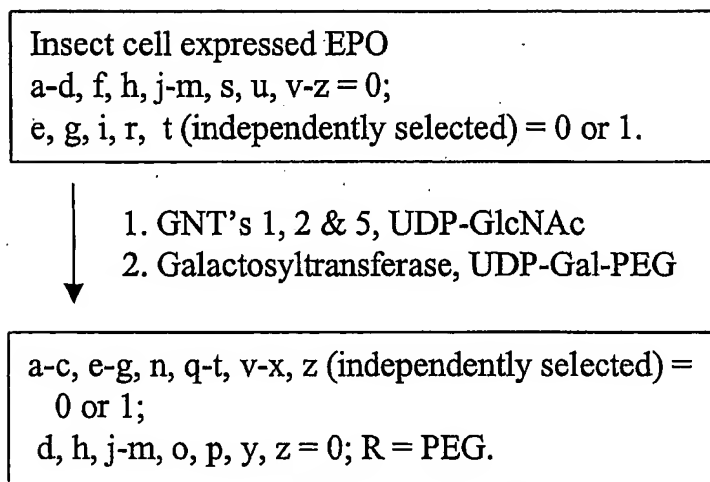 Insect cell expressed EPO
a-d, f, h, j-m, s, u, v-z = 0;
e, g, i, r, t (independently selected) = 0 or 1.
1. GNT's 1, 2 & 5, UDP-GlcNAc
2. Galactosyltransferase, UDP-Gal-PEG
a-c, e-g, n, q-t, v-x, z (independently selected) =
0 or 1;
d, h, j-m, o, p, y, z = 0; R = PEG.